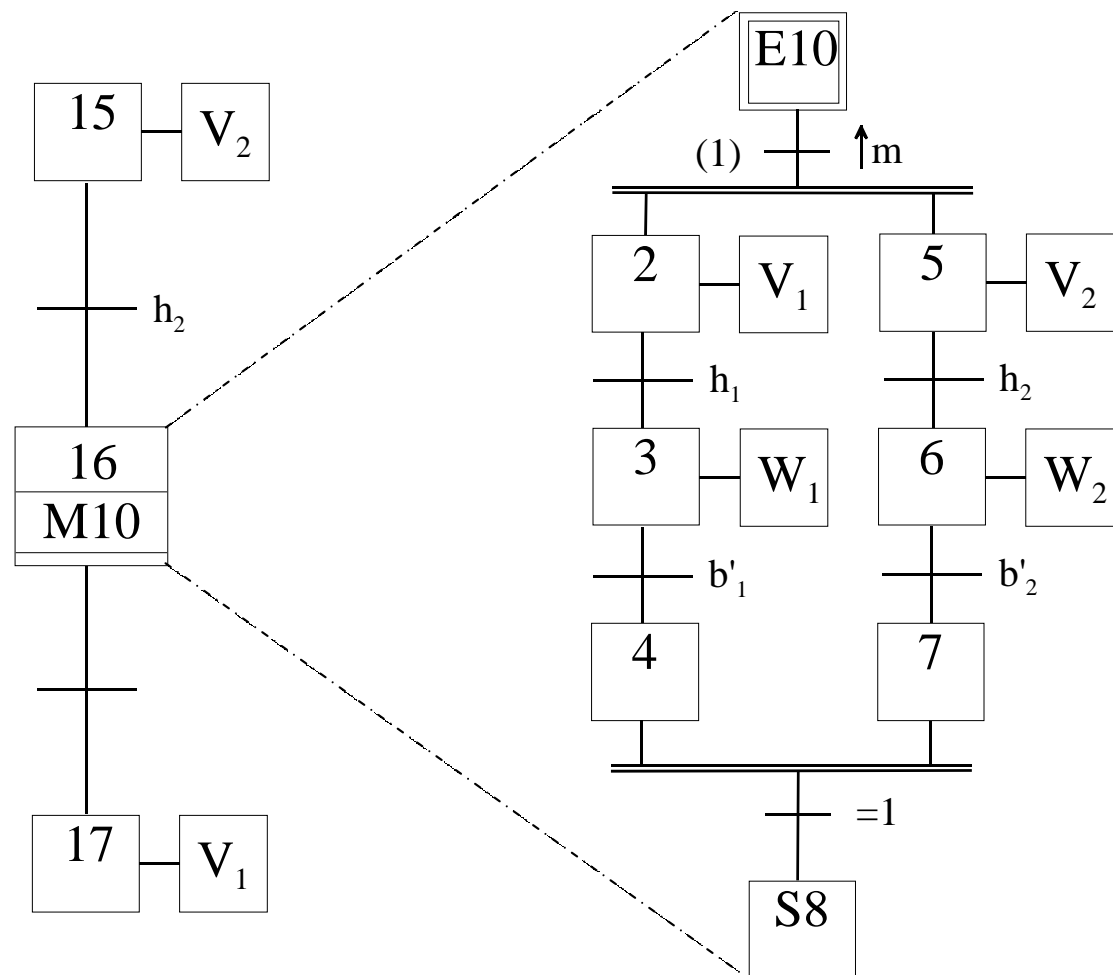 15
V₂
h₂
16
M10
17
V₁
E10
(1)
↑m
2
V₁
5
V₂
h₁
h₂
3
W₁
6
W₂
b'₁
b'₂
4
7
=1
S8